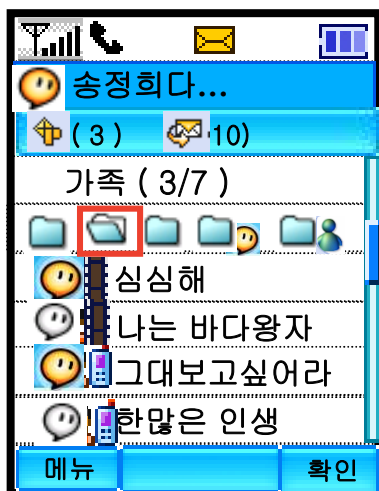 송정희다...
( 3 ) 10)
가족 ( 3/7 )
심심해
나는 바다왕자
그대보고싶어라
한많은 인생
메뉴 확인